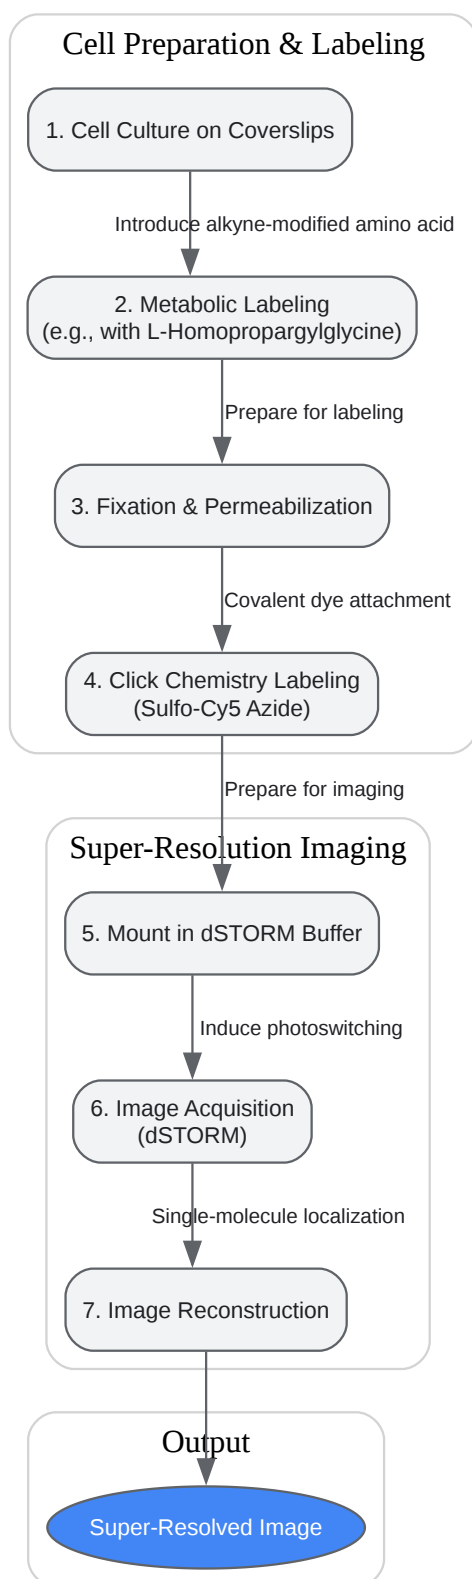 Cell Preparation & Labeling
1. Cell Culture on Coverslips
Introduce alkyne-modified amino acid
2. Metabolic Labeling
(e.g., with L-Homopropargylglycine)
Prepare for labeling
3. Fixation & Permeabilization
Covalent dye attachment
4. Click Chemistry Labeling
(Sulfo-Cy5 Azide)
Prepare for imaging
Super-Resolution Imaging
5. Mount in dSTORM Buffer
Induce photoswitching
6. Image Acquisition
(dSTORM)
Single-molecule localization
7. Image Reconstruction
Output
Super-Resolved Image